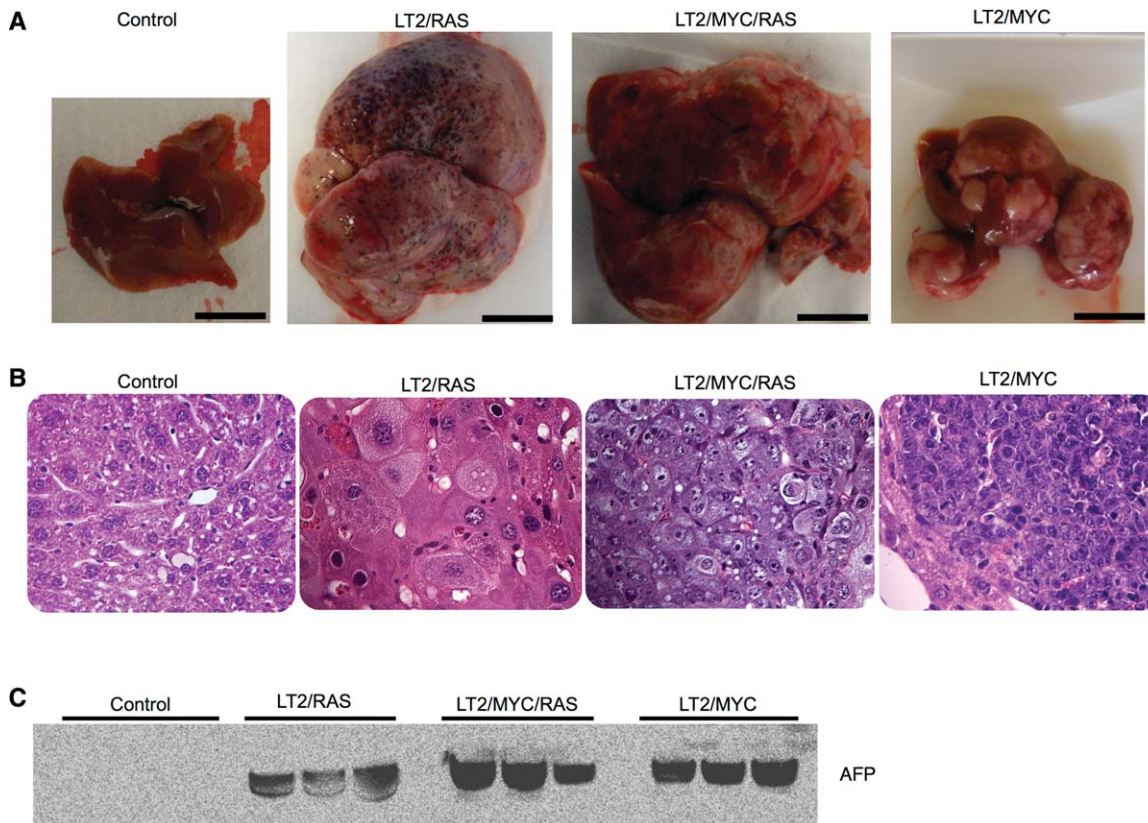 A
Control
LT2/RAS
LT2/MYC/RAS
LT2/MYC
B
Control
LT2/RAS
LT2/MYC/RAS
LT2/MYC
C
Control
LT2/RAS
LT2/MYC/RAS
LT2/MYC
AFP